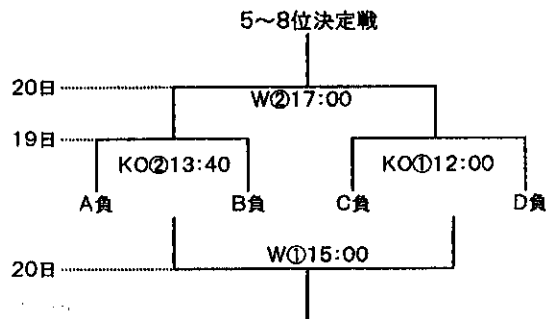 5～8位決定戦
20日
W②17:00
19日
KO②13:40 KO①12:00
A負 B負 C負 D負
W①15:00
20日